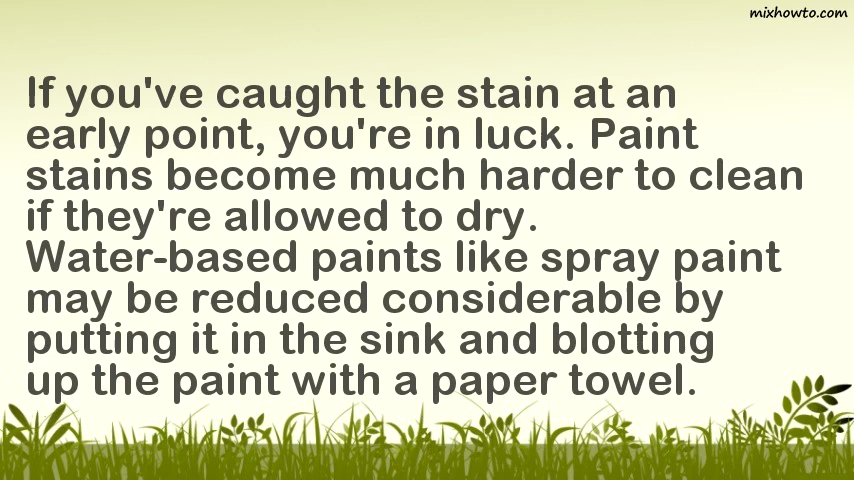 mixhowto.com
If you've caught the stain at an
early point, you're in luck. Paint
stains become much harder to clean
if they're allowed to dry.
Water-based paints like spray paint
may be reduced considerable by
putting it in the sink and blotting
up the paint with a paper towel.